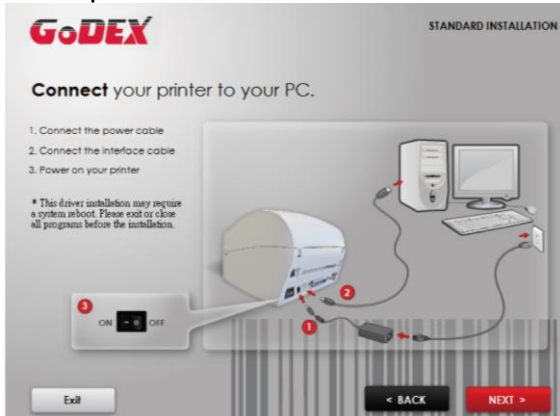 GoDEX
STANDARD INSTALLATION
Connect your printer to your PC.
1. Connect the power cable
2. Connect the interface cable
3. Power on your printer
* This driver installation may require
a system reboot. Please exit or close
all programs before the installation.
2
3
ON - o OFF
1
Exit
< BACK
NEXT >